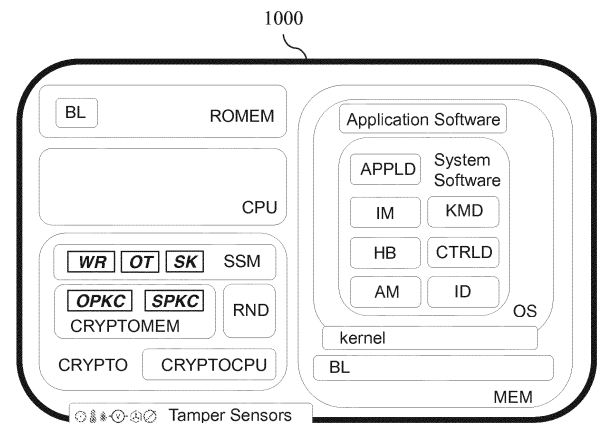 1000
BL
ROMEM
CPU
WR OT SK SSM
OPKC SPKC
CRYPTOMEM
RND
CRYPTO
CRYPTOCPU
Tamper Sensors
Application Software
APPLD
System
Software
IM
KMD
HB
CTRLD
AM
ID
OS
kernel
BL
MEM